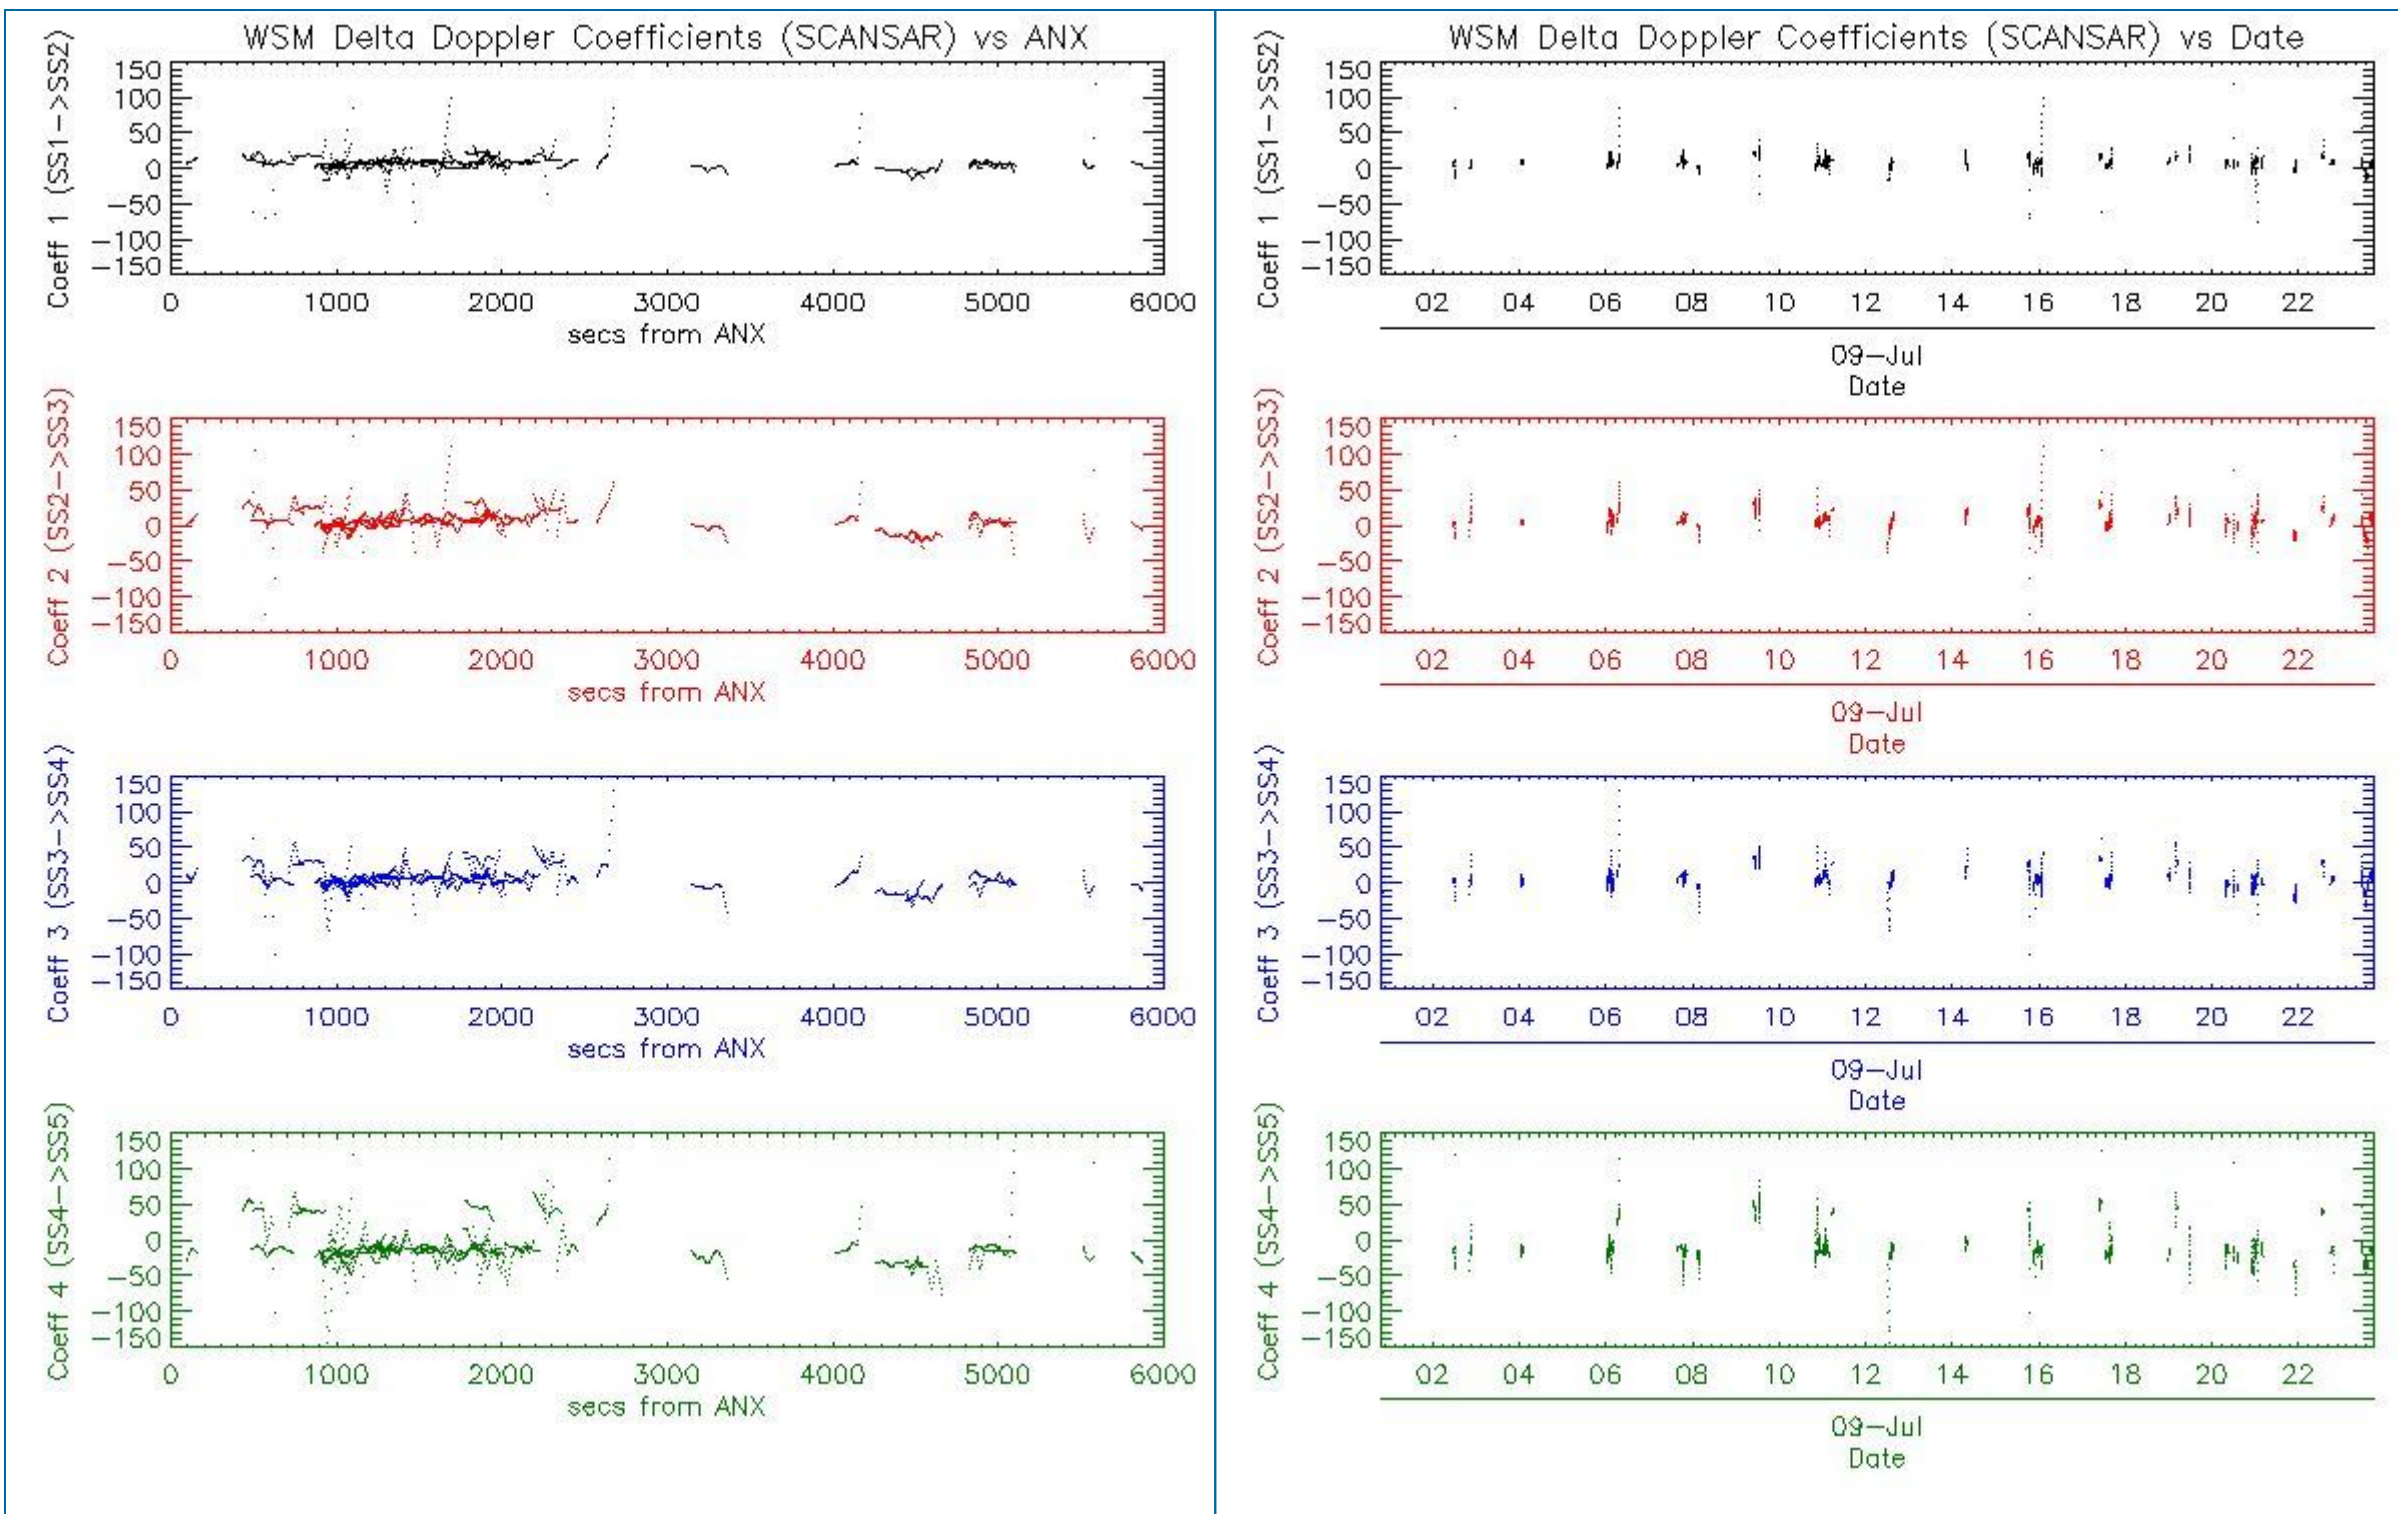 WSM Delta Doppler Coefficients (SCANSAR) vs ANX
Coeff 1 (SS1->SS2)
150
100
50
0
-50
-100
-150
0 1000 2000 3000 4000 5000 6000
secs from ANX
Coeff 2 (SS2->SS3)
150
100
50
0
-50
-100
-150
0 1000 2000 3000 4000 5000 6000
secs from ANX
Coeff 3 (SS3->SS4)
150
100
50
0
-50
-100
-150
0 1000 2000 3000 4000 5000 6000
secs from ANX
Coeff 4 (SS4->SS5)
150
100
50
0
-50
-100
-150
0 1000 2000 3000 4000 5000 6000
secs from ANX
WSM Delta Doppler Coefficients (SCANSAR) vs Date
Coeff 1 (SS1->SS2)
150
100
50
0
-50
-100
-150
02 04 06 08 10 12 14 16 18 20 22
09-Jul
Date
Coeff 2 (SS2->SS3)
150
100
50
0
-50
-100
-150
02 04 06 08 10 12 14 16 18 20 22
09-Jul
Date
Coeff 3 (SS3->SS4)
150
100
50
0
-50
-100
-150
02 04 06 08 10 12 14 16 18 20 22
09-Jul
Date
Coeff 4 (SS4->SS5)
150
100
50
0
-50
-100
-150
02 04 06 08 10 12 14 16 18 20 22
09-Jul
Date